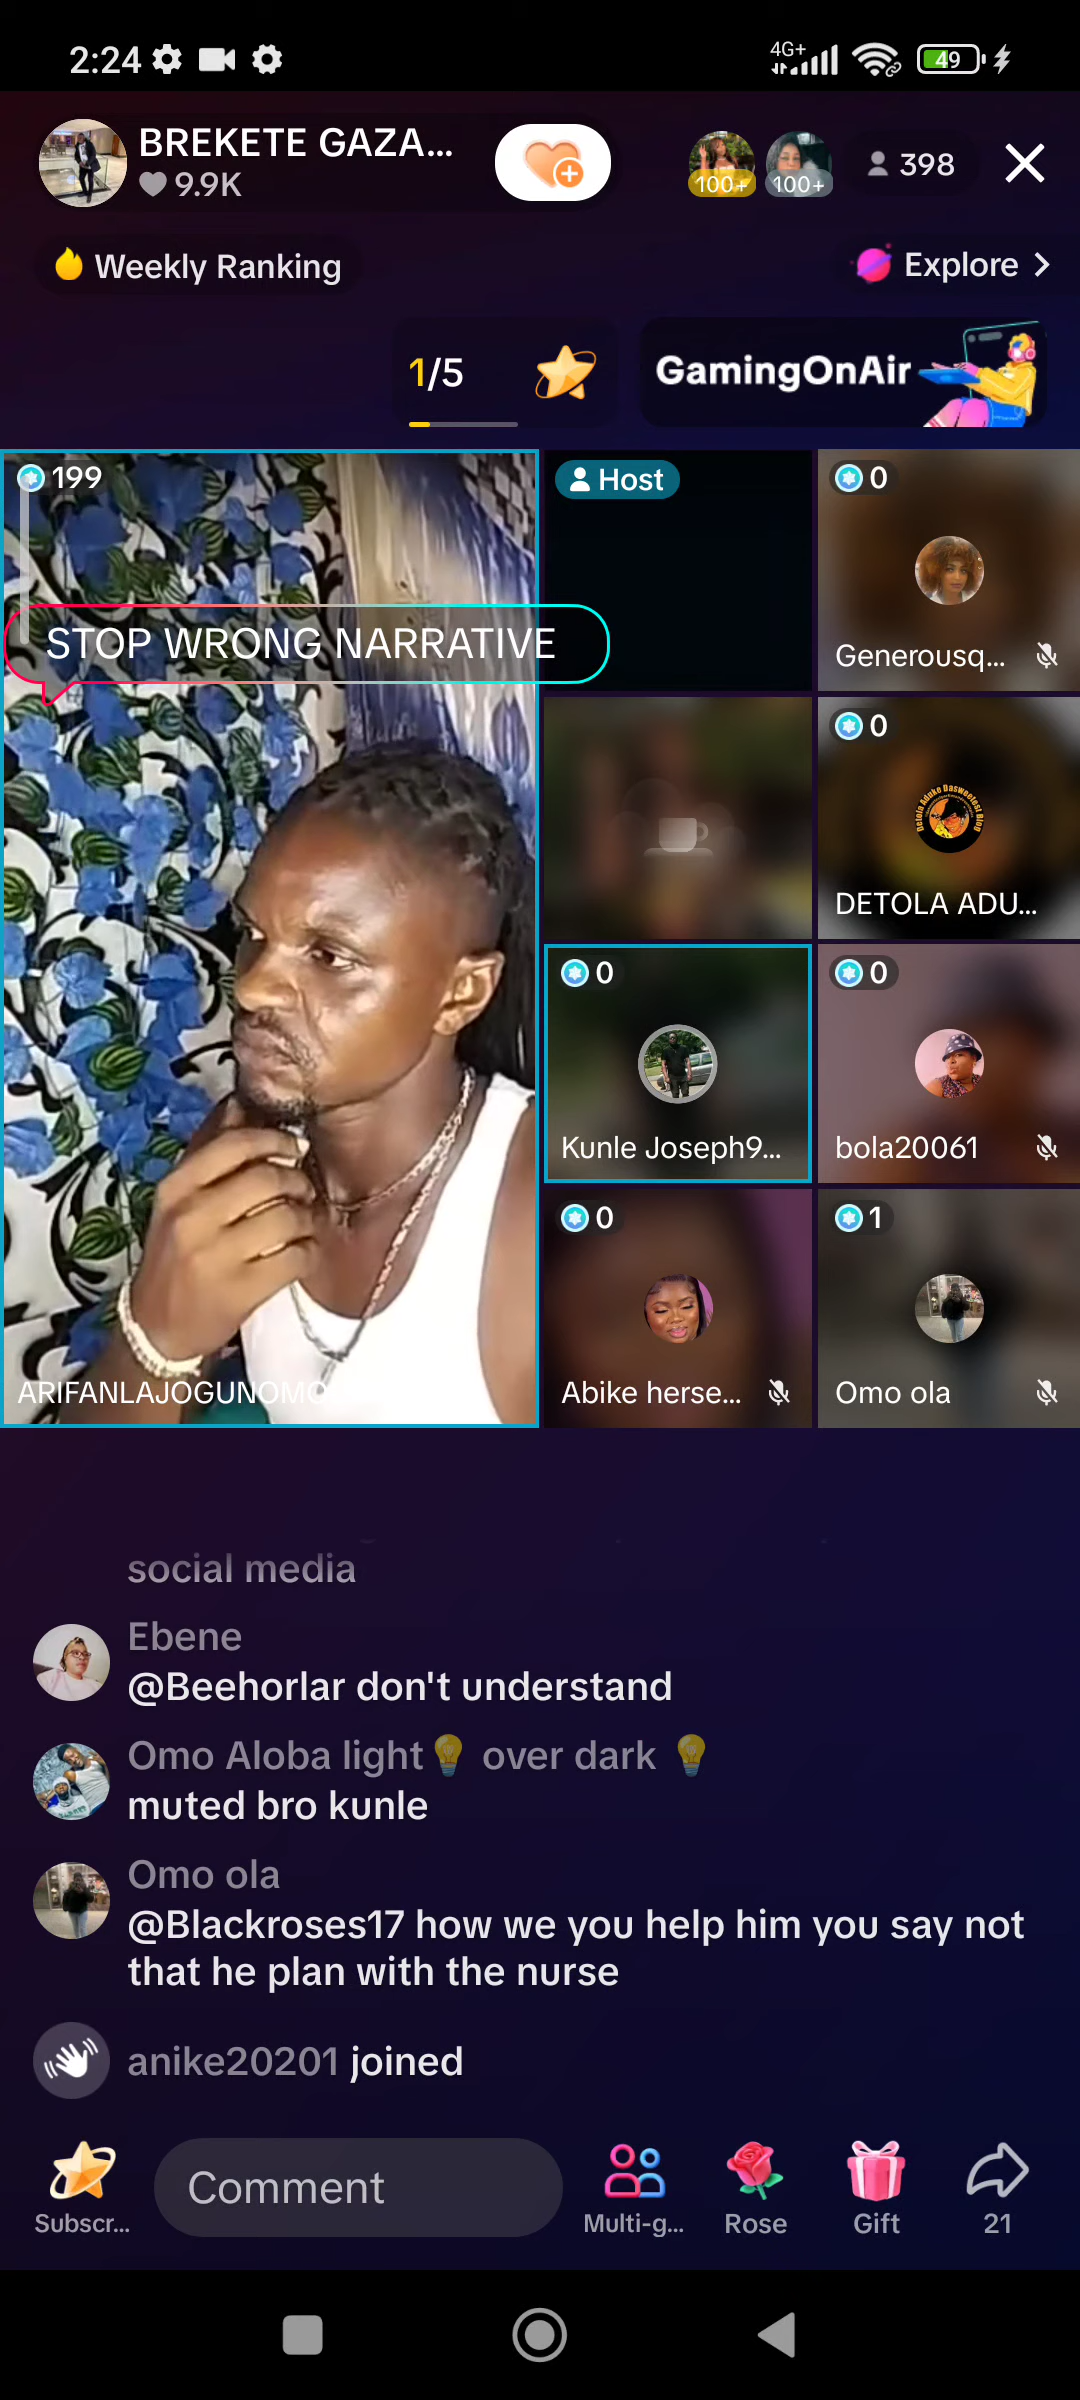 2:24
4G+
49
BREKETE GAZA...
9.9K
100+
100+
398
Weekly Ranking
Explore
1/5
GamingOnAir
199
Host
0
STOP WRONG NARRATIVE
Generousq...
0
Detola Aduke Dasweetest Blog
DETOLA ADU...
0
0
Kunle Joseph9...
bola20061
0
1
ARIFANLAJOGUNOMO
Abike herse...
Omo ola
social media
Ebene
@Beehorlar don't understand
Omo Aloba light💡 over dark 💡
muted bro kunle
Omo ola
@Blackroses17 how we you help him you say not
that he plan with the nurse
anike20201 joined
Comment
Subscr...
Multi-g...
Rose
Gift
21